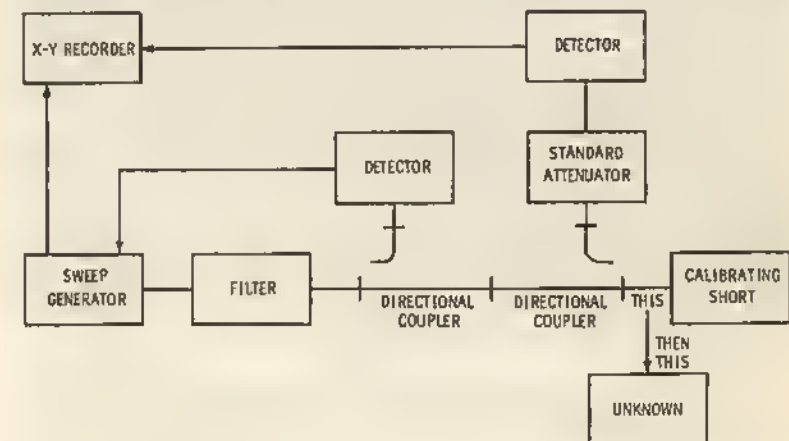 X-Y RECORDER
DETECTOR
DETECTOR
STANDARD
ATTENUATOR
SWEEP
GENERATOR
FILTER
DIRECTIONAL
COUPLER
DIRECTIONAL
COUPLER
THIS
CALIBRATING
SHORT
THEN
THIS
UNKNOWN